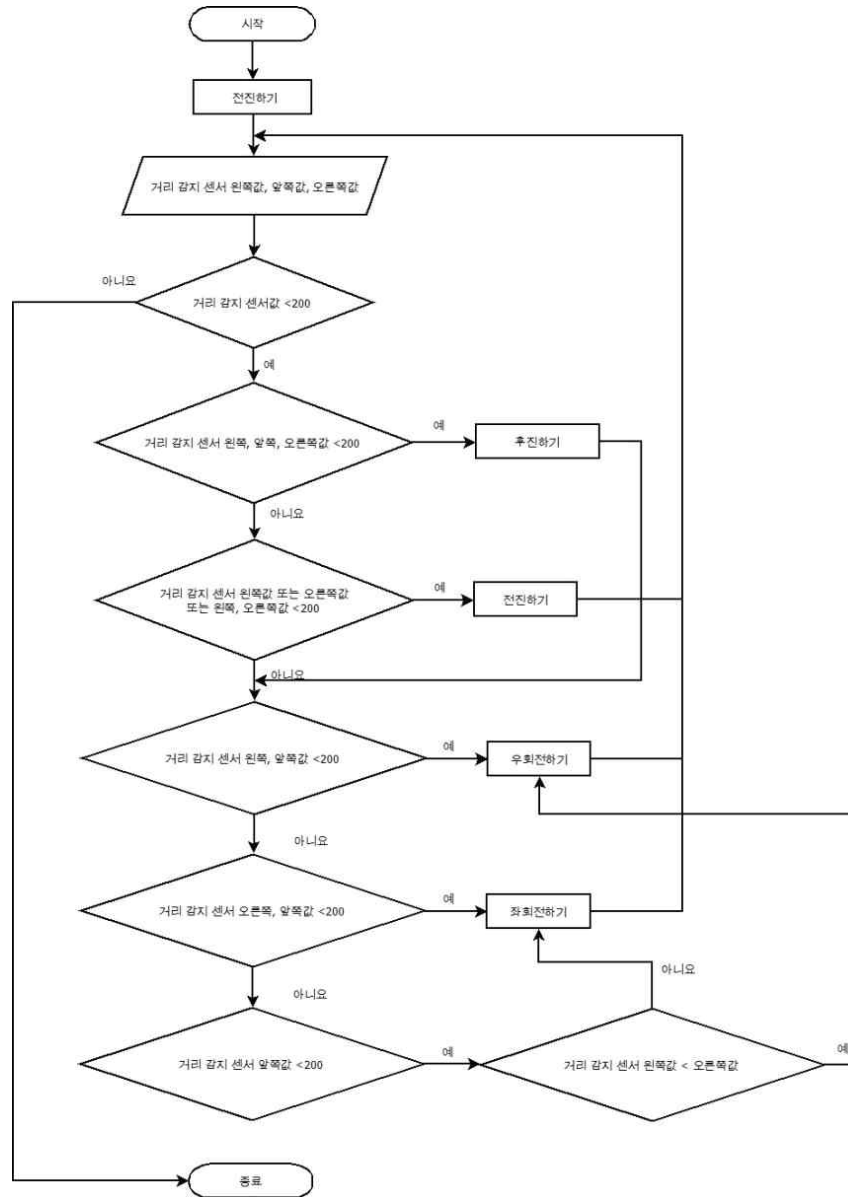 시작
전진하기
거리 감지 센서 왼쪽값, 앞쪽값, 오른쪽값
아니요
거리 감지 센서값 <200
예
거리 감지 센서 왼쪽, 앞쪽, 오른쪽값 <200
예
후진하기
아니요
거리 감지 센서 왼쪽값 또는 오른쪽값
또는 왼쪽, 오른쪽값 <200
예
전진하기
아니요
거리 감지 센서 왼쪽, 앞쪽값 <200
예
우회전하기
아니요
거리 감지 센서 오른쪽, 앞쪽값 <200
예
좌회전하기
아니요
아니요
거리 감지 센서 앞쪽값 <200
예
거리 감지 센서 왼쪽값 < 오른쪽값
예
종료